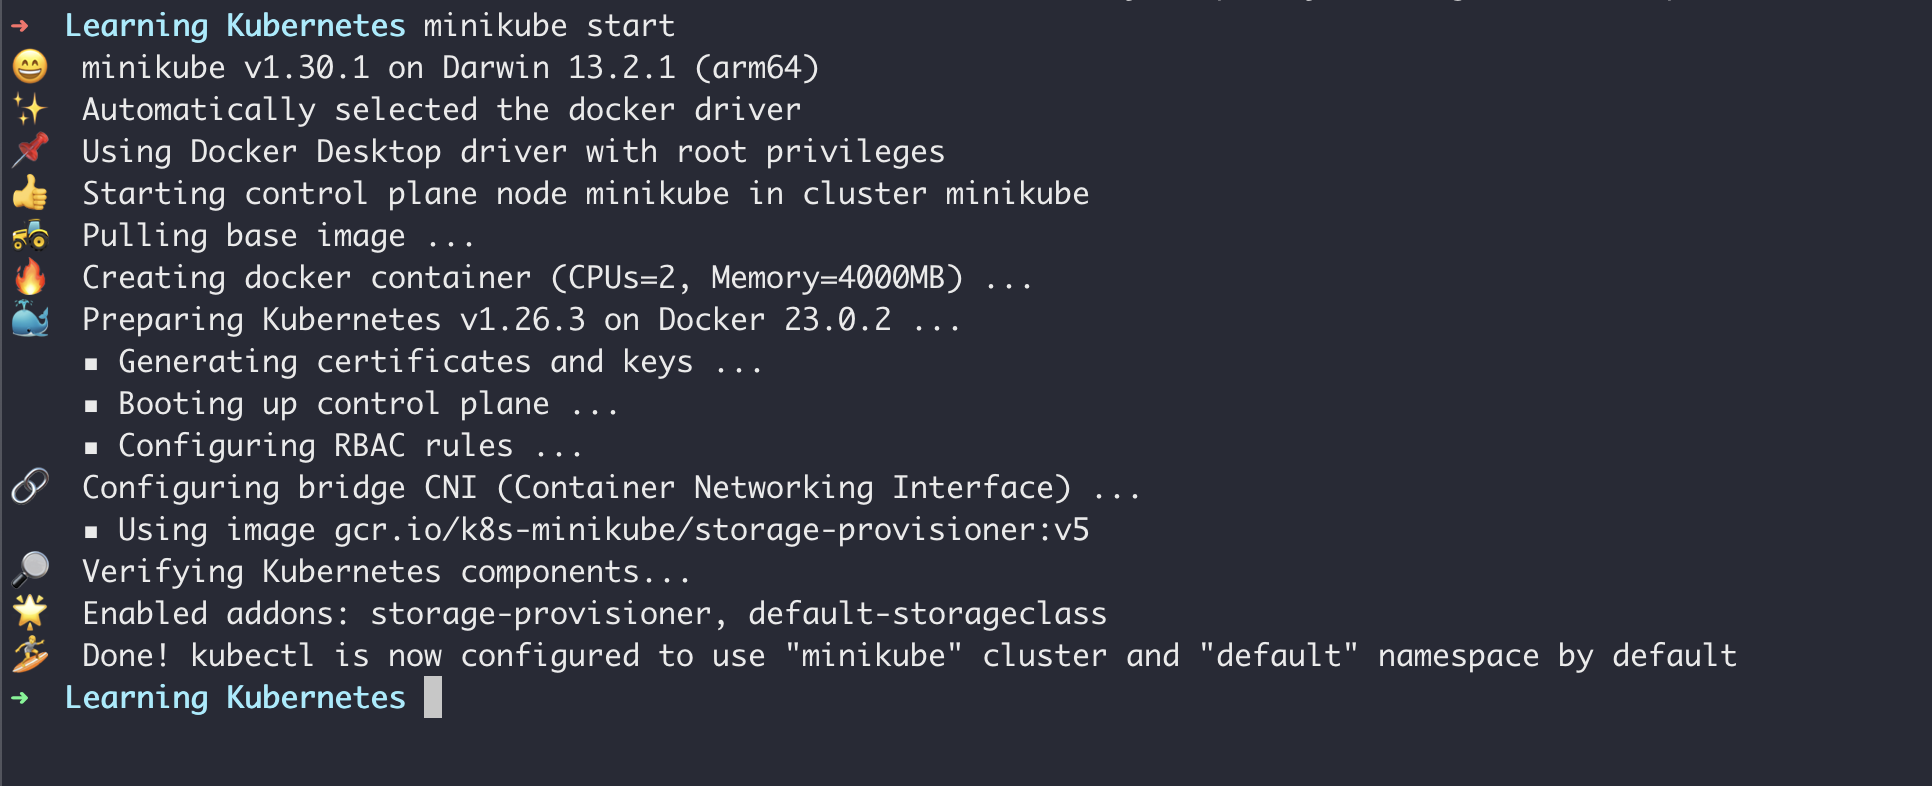 → Learning Kubernetes minikube start
😄 minikube v1.30.1 on Darwin 13.2.1 (arm64)
✨ Automatically selected the docker driver
📌 Using Docker Desktop driver with root privileges
👍 Starting control plane node minikube in cluster minikube
🚜 Pulling base image ...
🔥 Creating docker container (CPUs=2, Memory=4000MB) ...
🐳 Preparing Kubernetes v1.26.3 on Docker 23.0.2 ...
▪ Generating certificates and keys ...
▪ Booting up control plane ...
▪ Configuring RBAC rules ...
🔗 Configuring bridge CNI (Container Networking Interface) ...
▪ Using image gcr.io/k8s-minikube/storage-provisioner:v5
🔎 Verifying Kubernetes components...
🌟 Enabled addons: storage-provisioner, default-storageclass
🏄 Done! kubectl is now configured to use "minikube" cluster and "default" namespace by default
→ Learning Kubernetes